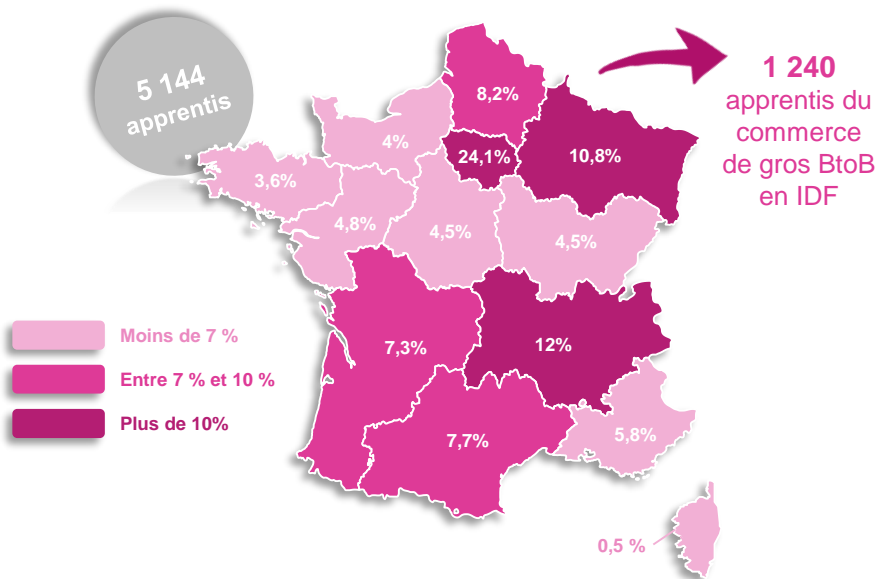 5 144
apprentis
1 240
apprentis du
commerce
de gros BtoB
en IDF
8,2%
4%
24,1%
10,8%
3,6%
4,8%
4,5%
4,5%
7,3%
12%
7,7%
5,8%
0,5 %
Moins de 7 %
Entre 7 % et 10 %
Plus de 10%